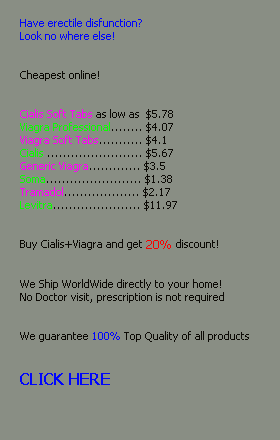 Have erectile disfunction?
Look no where else!
Cheapest online!
Cialis Soft Tabs as low as $5.78
Viagra Professional........ $4.07
Viagra Soft Tabs........... $4.1
...................... $5.67
Generic Viagra............. $3.5
...................... $1.38
Tramadol................... $2.17
...................... $11.97
Buy Cialis+Viagra and get 20% discount!
We Ship WorldWide directly to your home!
No Doctor visit, prescription is not required
We guarantee 100% Top Quality of all products
CLICK HERE